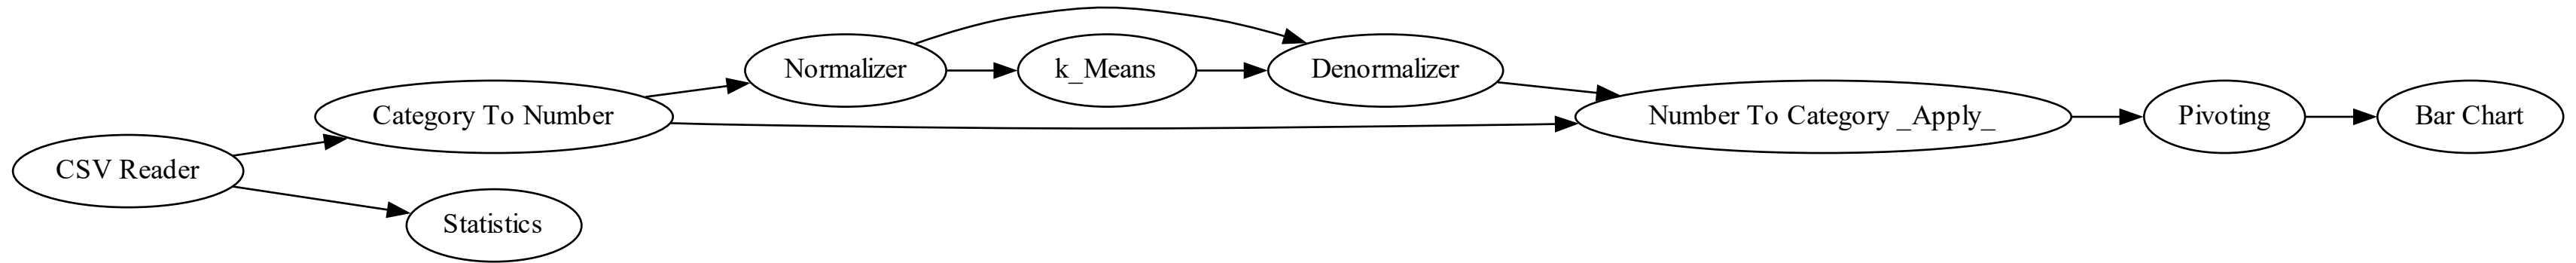 CSV Reader
Category To Number
Statistics
Normalizer
k_Means
Denormalizer
Number To Category _Apply_
Pivoting
Bar Chart